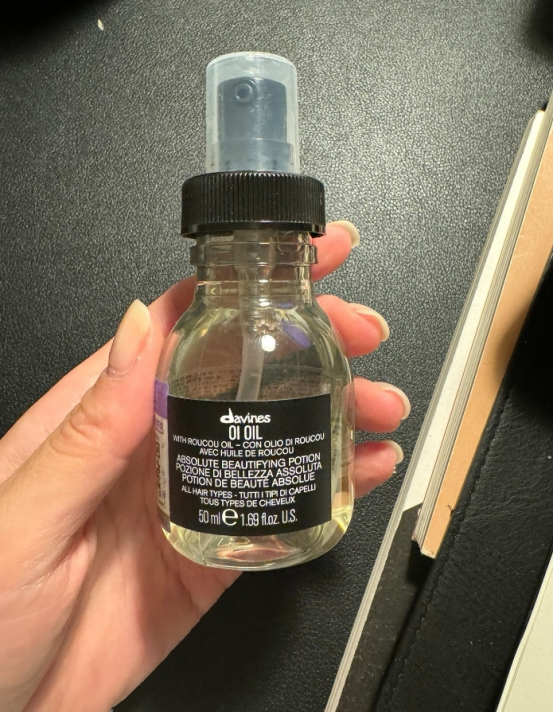 davines
OI OIL
WITH ROUCOU OIL – CON OLIO DI ROUCOU
AVEC HUILE DE ROUCOU
ABSOLUTE BEAUTIFYING POTION
POZIONE DI BELLEZZA ASSOLUTA
POTION DE BEAUTÉ ABSOLUE
ALL HAIR TYPES - TUTTI I TIPI DI CAPELLI
TOUS TYPES DE CHEVEUX
50 ml ℮ 1.69 fl.oz. U.S.